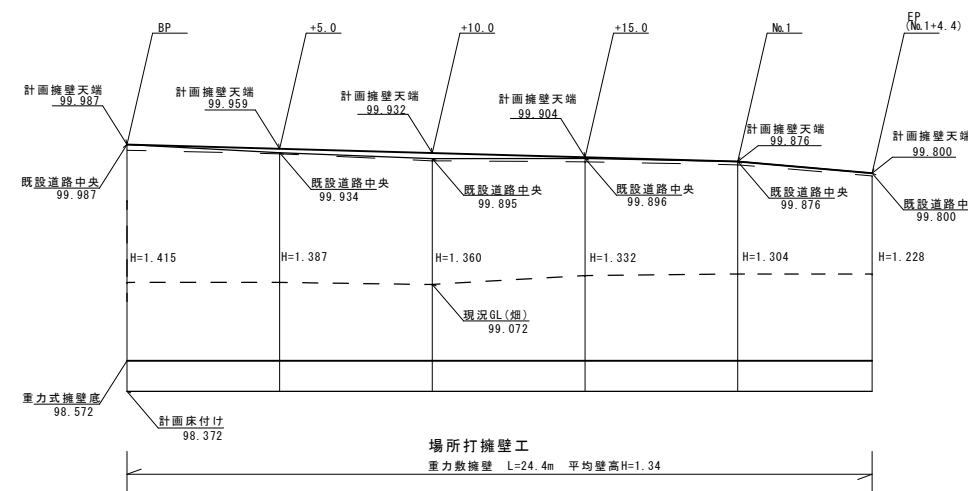 BP
+5.0
+10.0
+15.0
No.1
EP
(No.1+4.4)
計画擁壁天端
99.987
計画擁壁天端
99.959
計画擁壁天端
99.932
計画擁壁天端
99.904
計画擁壁天端
99.876
計画擁壁天端
99.800
既設道路中央
99.987
既設道路中央
99.934
既設道路中央
99.895
既設道路中央
99.896
既設道路中央
99.876
既設道路中
99.800
H=1.415
H=1.387
H=1.360
H=1.332
H=1.304
H=1.228
現況GL(畑)
99.072
重力式擁壁底
98.572
計画床付け
98.372
場所打擁壁工
重力敷擁壁 L=24.4m 平均壁高H=1.34